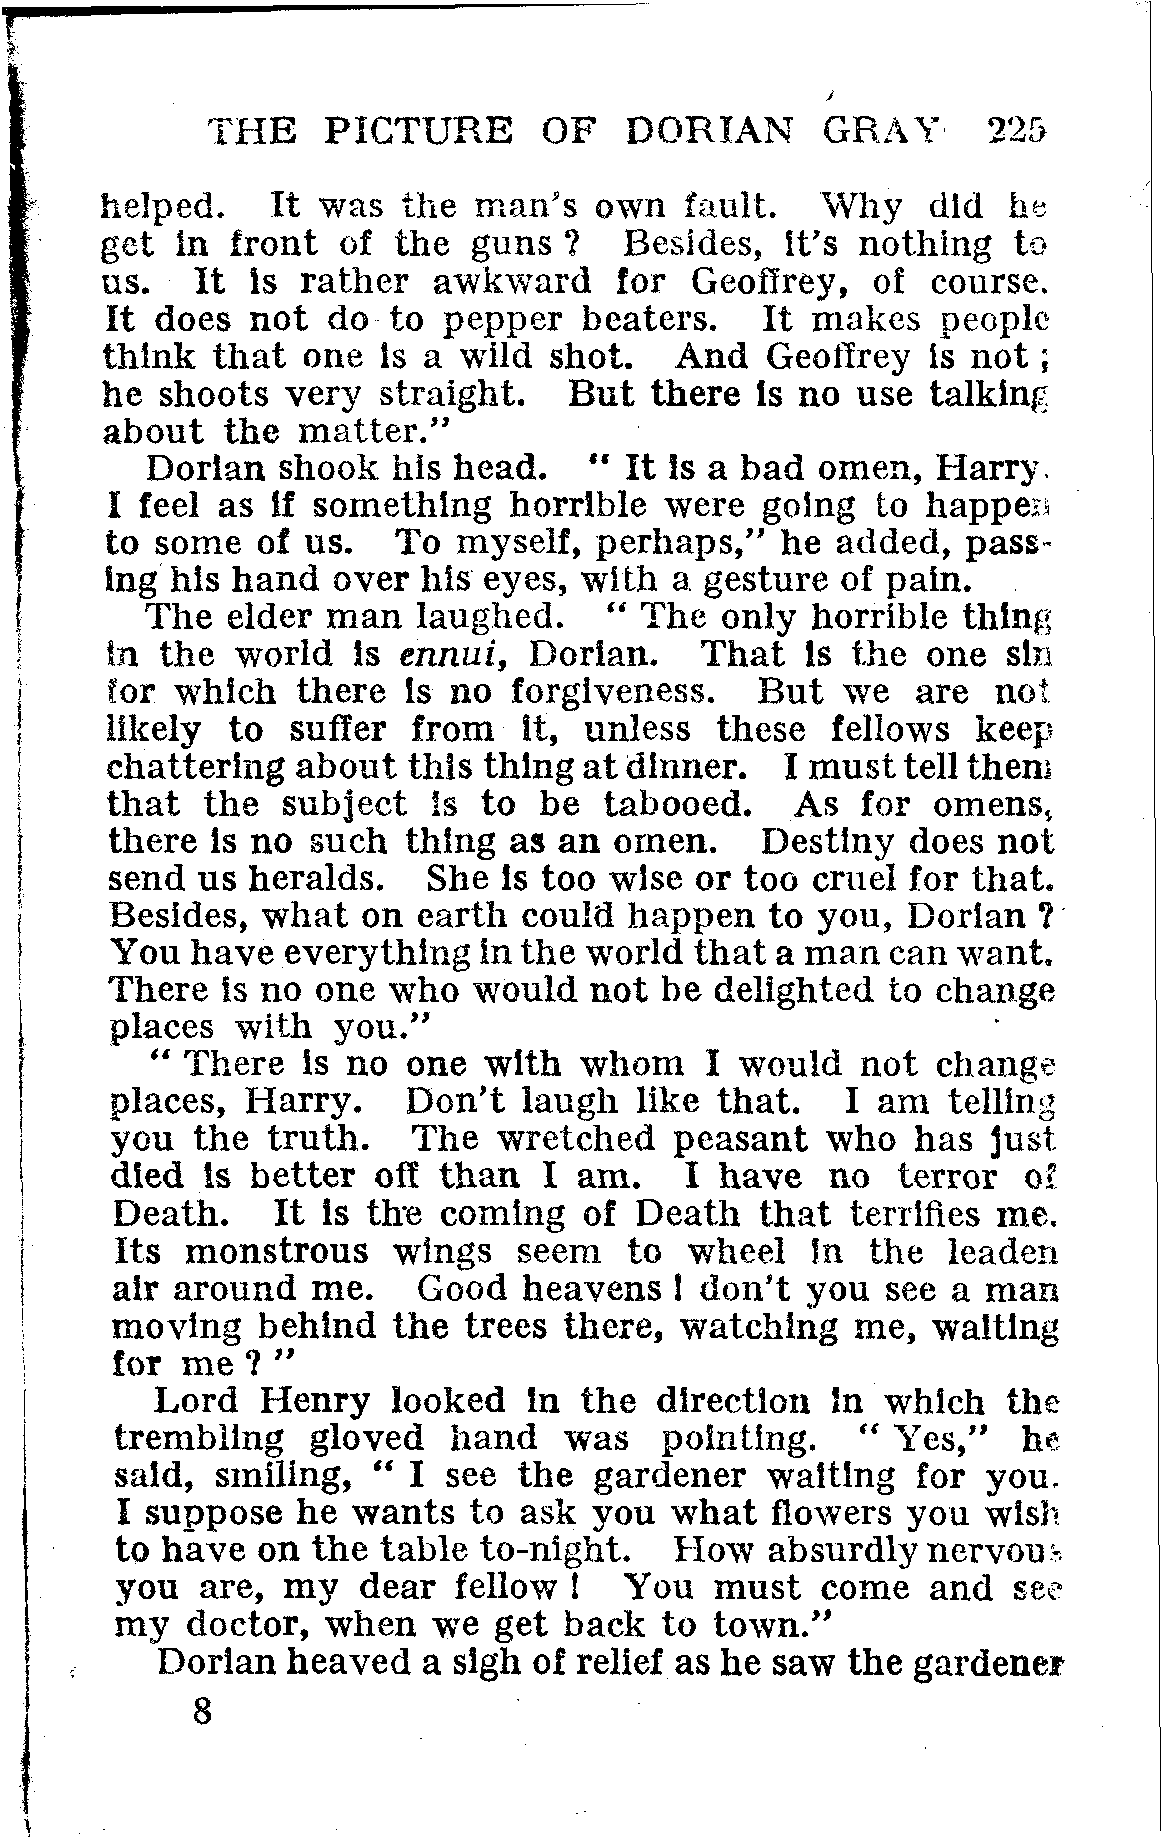 THE PICTURE OF DORIAN GRAY 225
helped. It was the man's own fault. Why did he
get in front of the guns ? Besides, it's nothing to
us. It is rather awkward for Geoffrey, of course.
It does not do to pepper beaters. It makes people
think that one is a wild shot. And Geoffrey is not ;
he shoots very straight. But there is no use talking
about the matter."
Dorian shook his head. " It is a bad omen, Harry.
I feel as if something horrible were going to happen
to some of us. To myself, perhaps," he added, pass-
ing his hand over his eyes, with a gesture of pain.
The elder man laughed. " The only horrible thing
in the world is ennui, Dorian. That is the one sin
for which there is no forgiveness. But we are not
likely to suffer from it, unless these fellows keep
chattering about this thing at dinner. I must tell them
that the subject is to be tabooed. As for omens,
there is no such thing as an omen. Destiny does not
send us heralds. She is too wise or too cruel for that.
Besides, what on earth could happen to you, Dorian ?
You have everything in the world that a man can want.
There is no one who would not be delighted to change
places with you."
" There is no one with whom I would not change
places, Harry. Don't laugh like that. I am telling
you the truth. The wretched peasant who has just
died is better off than I am. I have no terror of
Death. It is the coming of Death that terrifies me.
Its monstrous wings seem to wheel in the leaden
air around me. Good heavens ! don't you see a man
moving behind the trees there, watching me, waiting
for me ? "
Lord Henry looked in the direction in which the
trembling gloved hand was pointing. " Yes," he
said, smiling, " I see the gardener waiting for you.
I suppose he wants to ask you what flowers you wish
to have on the table to-night. How absurdly nervous
you are, my dear fellow ! You must come and see
my doctor, when we get back to town."
Dorian heaved a sigh of relief as he saw the gardener
8